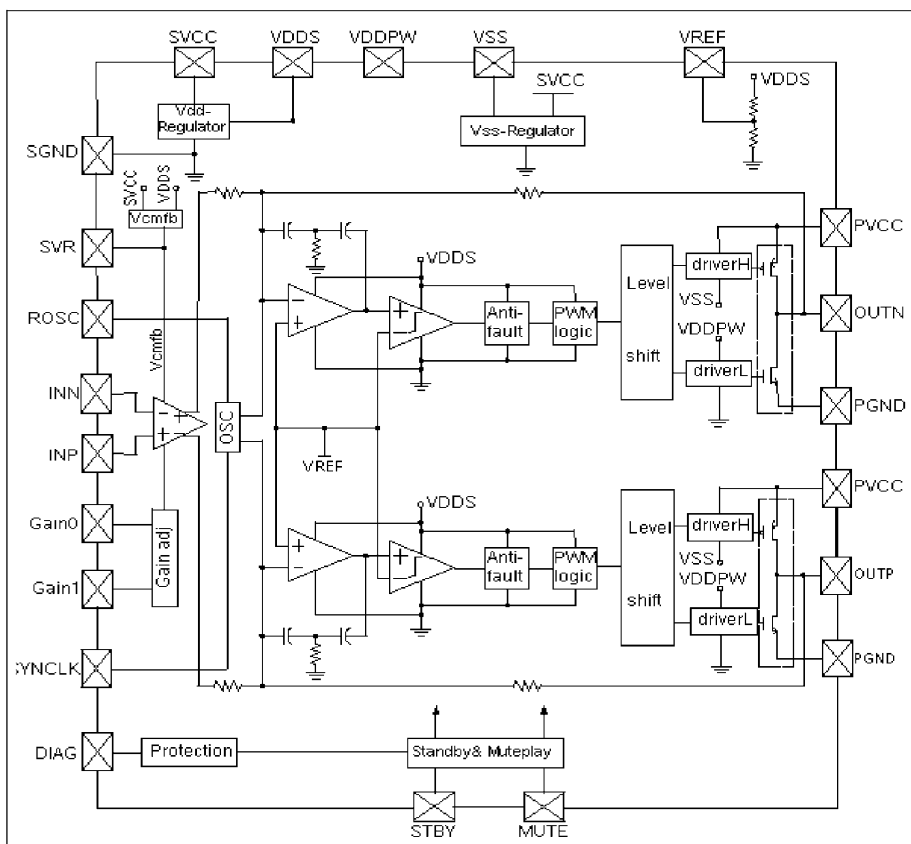 SVCC
VDDS
VDDPW
VSS
VREF
SVCC
VDDS
Vdd-
Regulator
Vss-Regulator
SGND
SVCC
VDDS
Vcmfb
SVR
PVCC
VDDS
Level
shift
driverH
VSS
VDDPW
driverL
ROSC
OUTN
Anti-
fault
PWM
logic
Vcmfb
INN
PGND
OSC
INP
VREF
PVCC
VDDS
Gain0
Gain adj
Level
shift
driverH
VSS
VDDPW
driverL
Anti-
fault
PWM
logic
OUTP
Gain1
SYNCLK
PGND
DIAG
Protection
Standby& Muteplay
STBY
MUTE